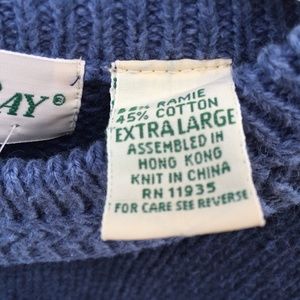 AY®
RAMIE
45% COTTON
EXTRA LARGE
ASSEMBLED IN
HONG KONG
KNIT IN CHINA
RN 11935
FOR CARE SEE REVERSE